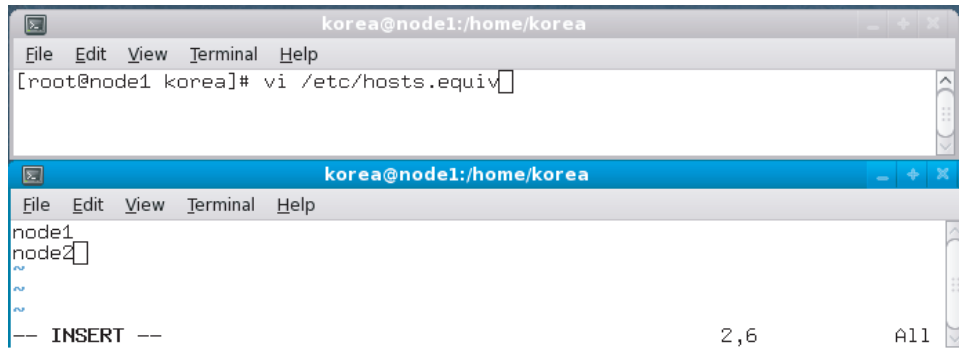 korea@node1:/home/korea
File Edit View Terminal Help
[root@node1 korea]# vi /etc/hosts.equiv
korea@node1:/home/korea
File Edit View Terminal Help
node1
node2
~
~
~
-- INSERT -- 2,6 All